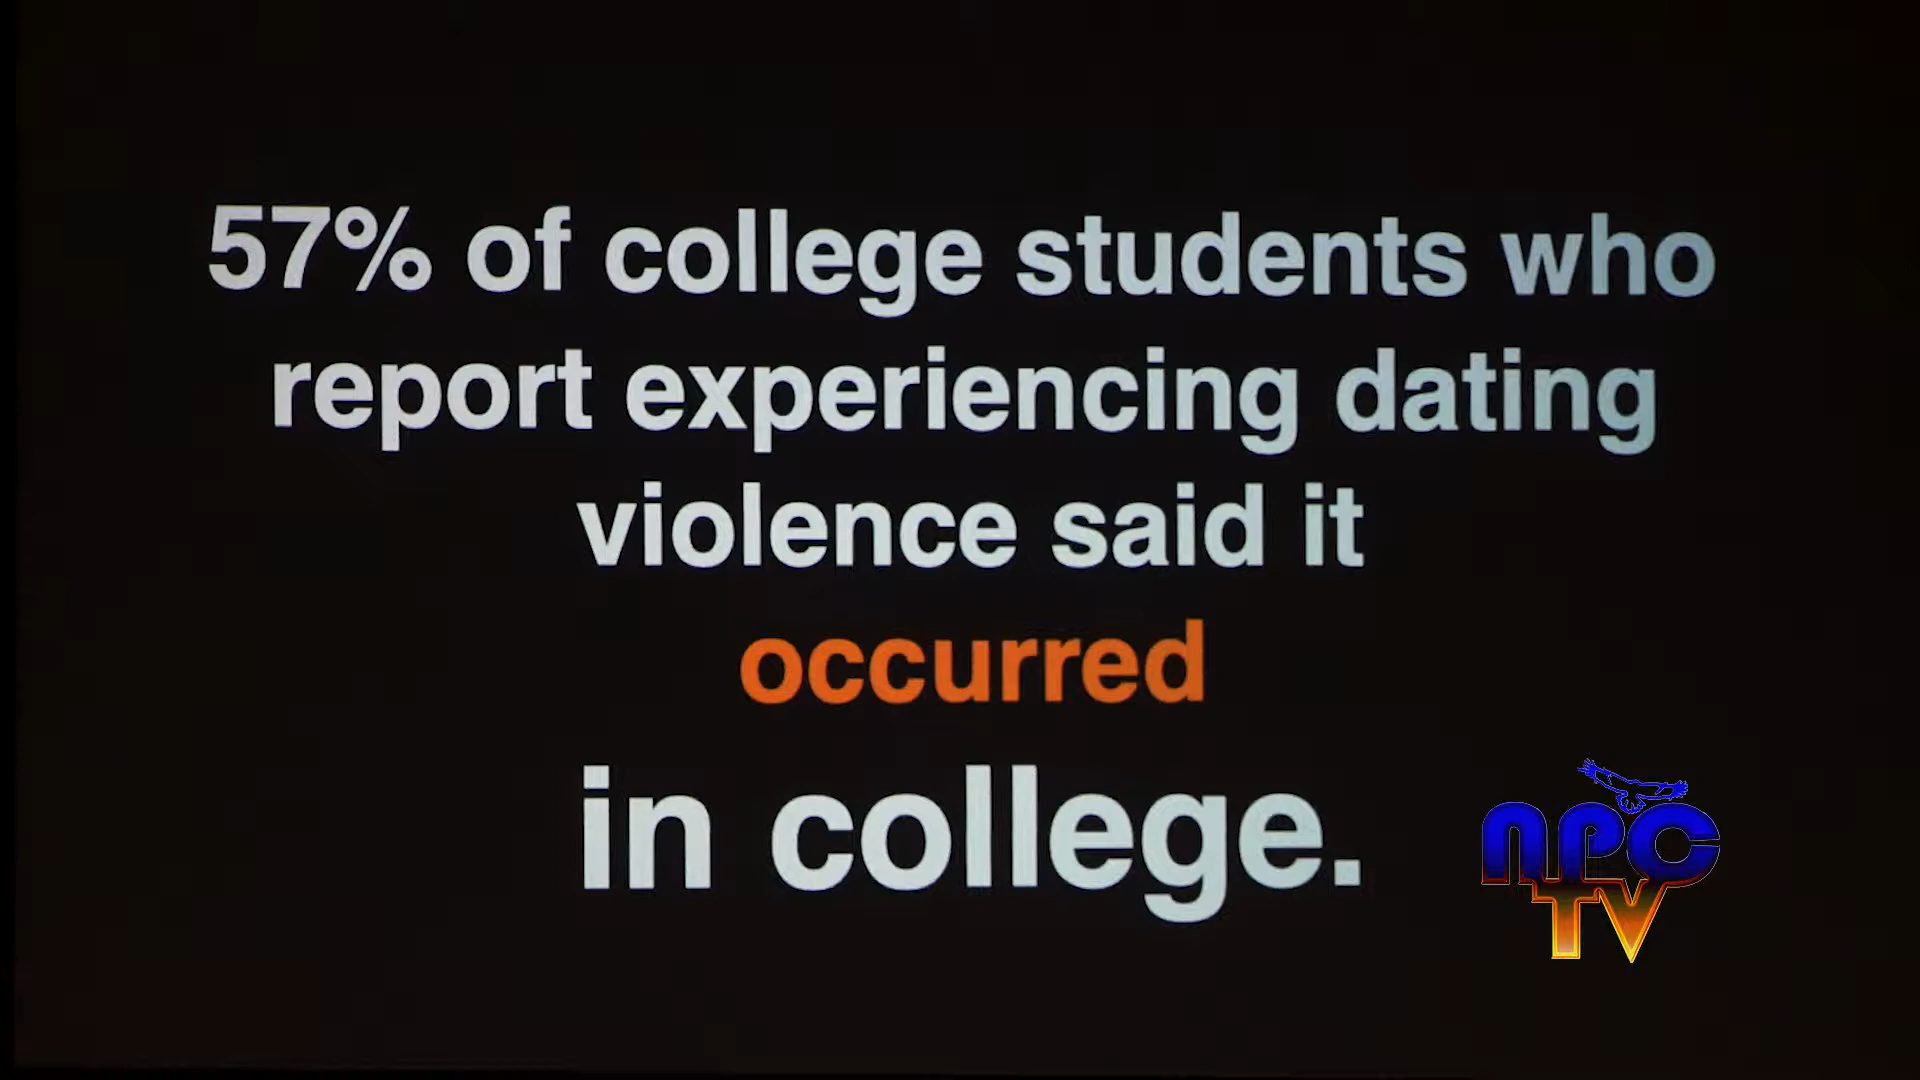 57% of college students who
report experiencing dating
violence said it
occurred
in college.
NPC
TV